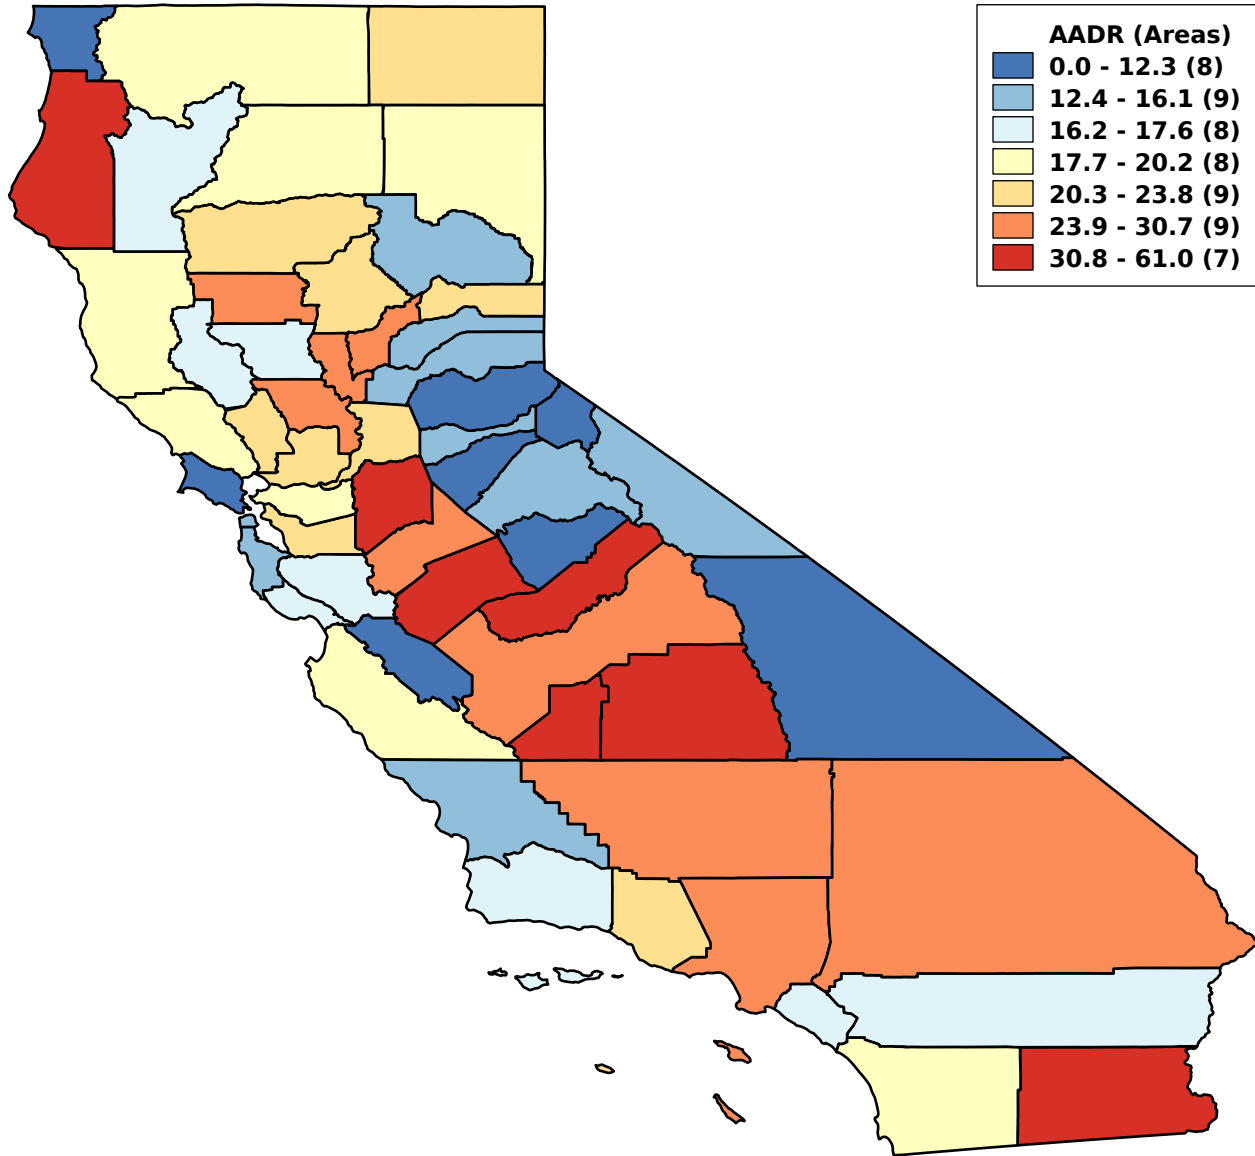 AADR (Areas)
0.0 - 12.3 (8)
12.4 - 16.1 (9)
16.2 - 17.6 (8)
17.7 - 20.2 (8)
20.3 - 23.8 (9)
23.9 - 30.7 (9)
30.8 - 61.0 (7)